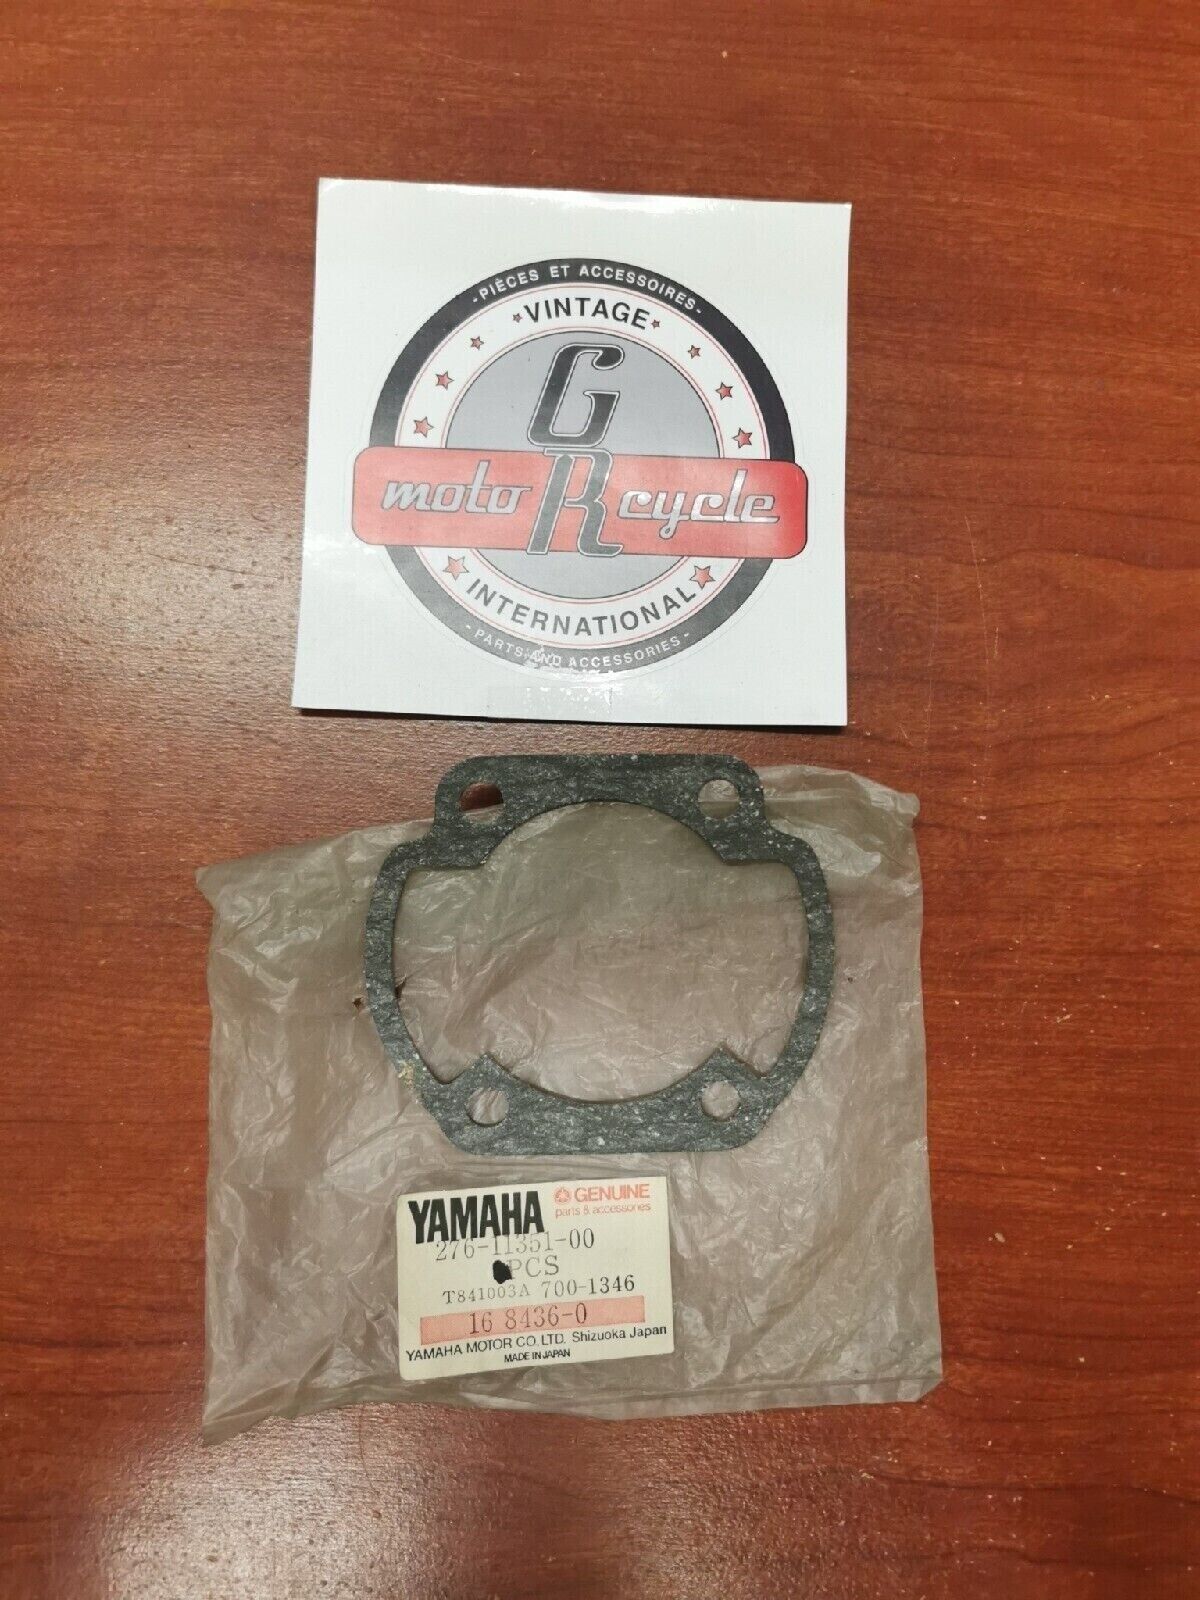 -PIÈCES ET ACCESSOIRES-
VINTAGE
GR
moto cycle
INTERNATIONAL
-PARTS AND ACCESSORIES-
YAMAHA GENUINE
parts & accessories
276-11351-00
PCS
T841003A 700-1346
16 8436-0
YAMAHA MOTOR CO., LTD. Shizuoka Japan
MADE IN JAPAN